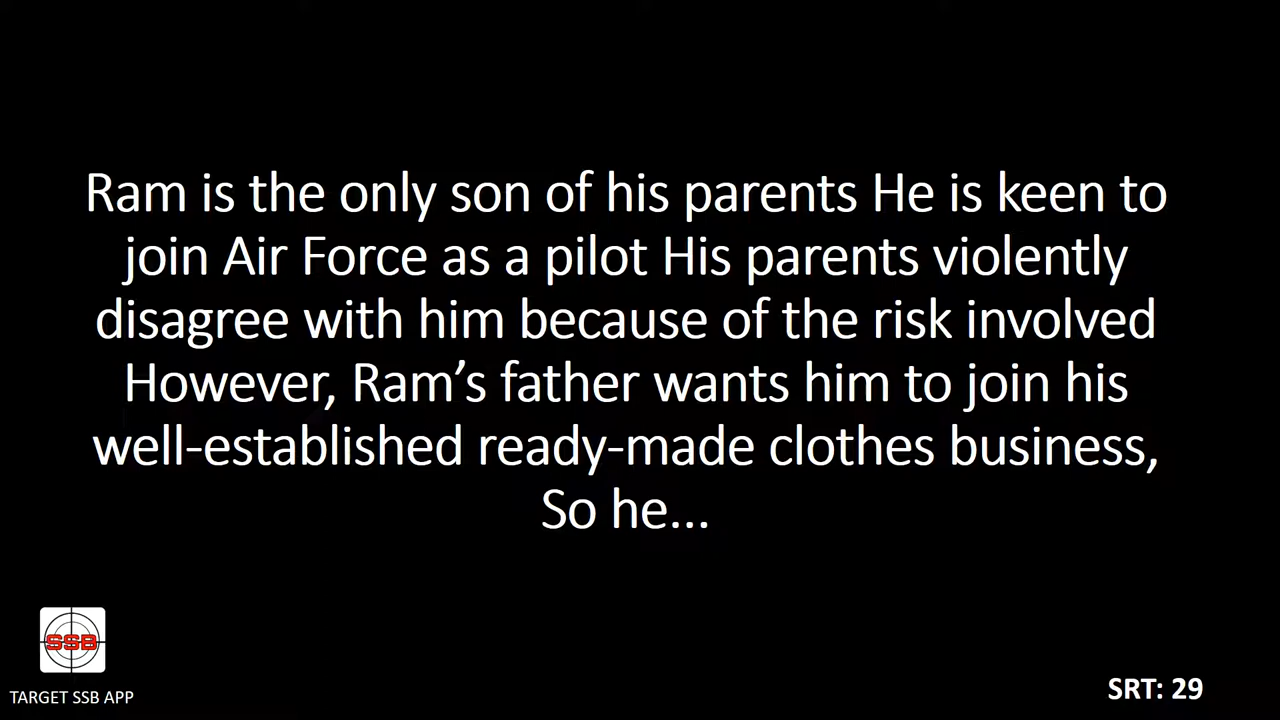 Ram is the only son of his parents He is keen to
join Air Force as a pilot His parents violently
disagree with him because of the risk involved
However, Ram’s father wants him to join his
well-established ready-made clothes business,
So he...
SSB
TARGET SSB APP
SRT: 29